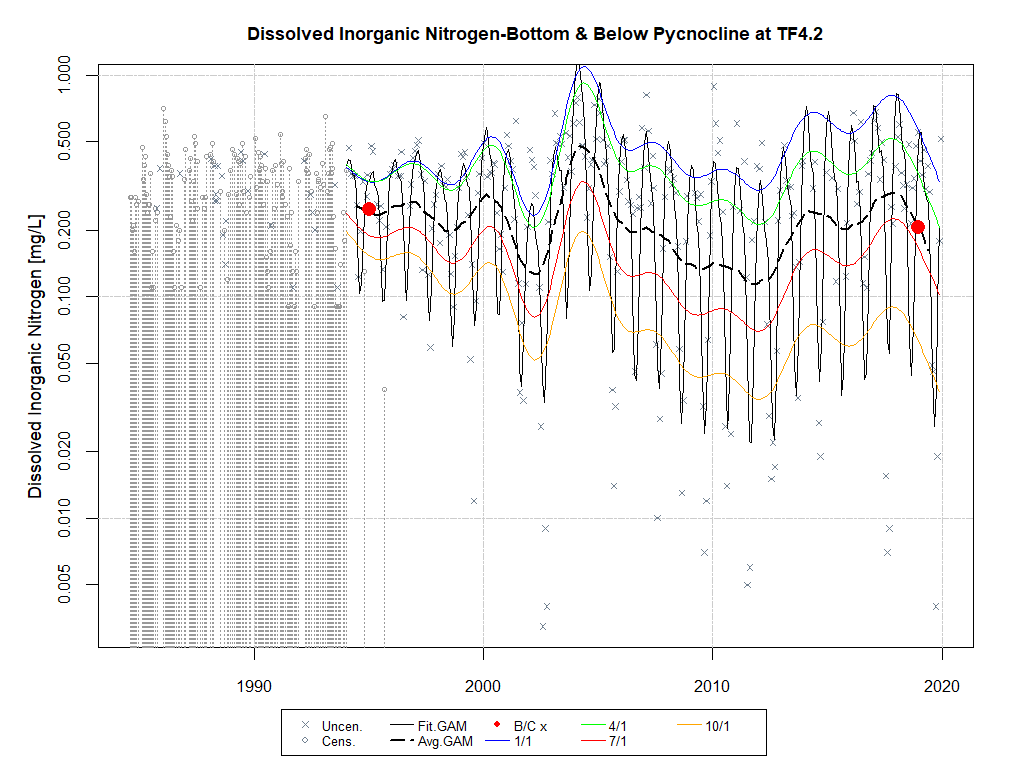 Dissolved Inorganic Nitrogen-Bottom & Below Pycnocline at TF4.2
Dissolved Inorganic Nitrogen [mg/L]
1.000
0.500
0.200
0.100
0.050
0.020
0.010
0.005
1990 2000 2010 2020
Uncen. Fit.GAM B/C x 4/1 10/1
Cens. Avg.GAM 1/1 7/1